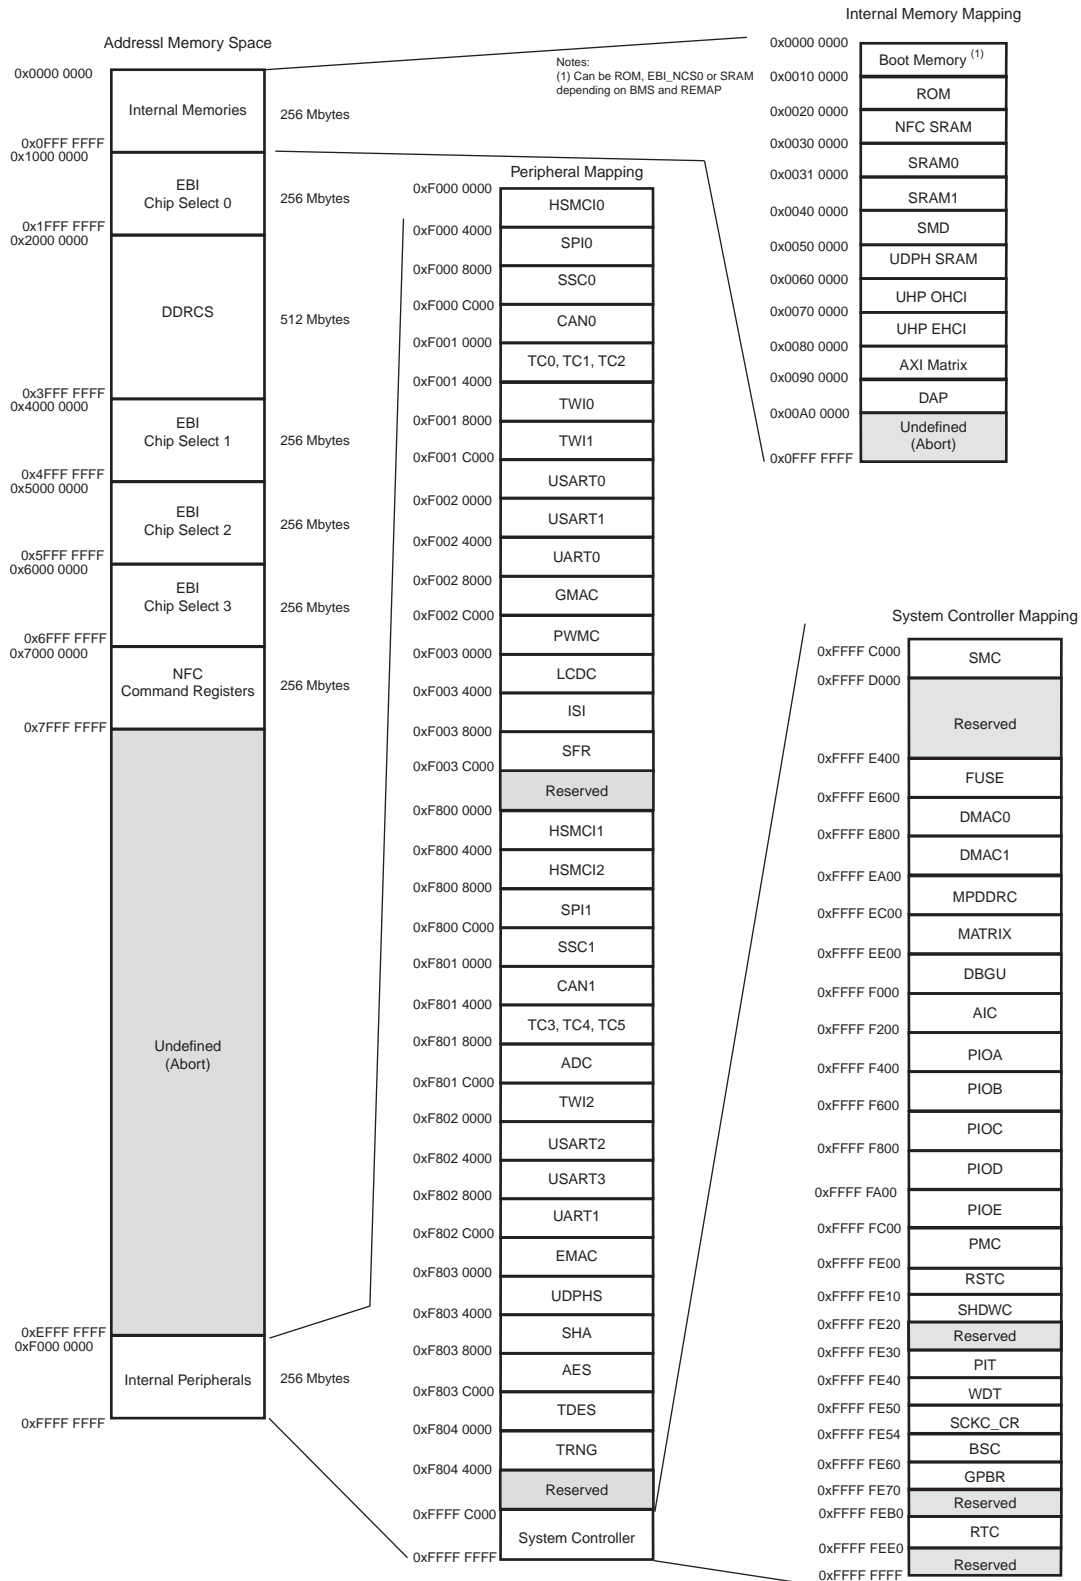 Addressl Memory Space
0x0000 0000
Internal Memories
256 Mbytes
0x0FFF FFFF
0x1000 0000
EBI
Chip Select 0
256 Mbytes
0x1FFF FFFF
0x2000 0000
DDRCS
512 Mbytes
0x3FFF FFFF
0x4000 0000
EBI
Chip Select 1
256 Mbytes
0x4FFF FFFF
0x5000 0000
EBI
Chip Select 2
256 Mbytes
0x5FFF FFFF
0x6000 0000
EBI
Chip Select 3
256 Mbytes
0x6FFF FFFF
0x7000 0000
NFC
Command Registers
256 Mbytes
0x7FFF FFFF
Undefined
(Abort)
0xEFFF FFFF
0xF000 0000
Internal Peripherals
256 Mbytes
0xFFFF FFFF
Notes:
(1) Can be ROM, EBI_NCS0 or SRAM
depending on BMS and REMAP
Peripheral Mapping
0xF000 0000
HSMCI0
0xF000 4000
SPI0
0xF000 8000
SSC0
0xF000 C000
CAN0
0xF001 0000
TC0, TC1, TC2
0xF001 4000
TWI0
0xF001 8000
TWI1
0xF001 C000
USART0
0xF002 0000
USART1
0xF002 4000
UART0
0xF002 8000
GMAC
0xF002 C000
PWMC
0xF003 0000
LCDC
0xF003 4000
ISI
0xF003 8000
SFR
0xF003 C000
Reserved
0xF800 0000
HSMCI1
0xF800 4000
HSMCI2
0xF800 8000
SPI1
0xF800 C000
SSC1
0xF801 0000
CAN1
0xF801 4000
TC3, TC4, TC5
0xF801 8000
ADC
0xF801 C000
TWI2
0xF802 0000
USART2
0xF802 4000
USART3
0xF802 8000
UART1
0xF802 C000
EMAC
0xF803 0000
UDPHS
0xF803 4000
SHA
0xF803 8000
AES
0xF803 C000
TDES
0xF804 0000
TRNG
0xF804 4000
Reserved
0xFFFF C000
System Controller
0xFFFF FFFF
Internal Memory Mapping
0x0000 0000
Boot Memory (1)
0x0010 0000
ROM
0x0020 0000
NFC SRAM
0x0030 0000
SRAM0
0x0031 0000
SRAM1
0x0040 0000
SMD
0x0050 0000
UDPH SRAM
0x0060 0000
UHP OHCI
0x0070 0000
UHP EHCI
0x0080 0000
AXI Matrix
0x0090 0000
DAP
0x00A0 0000
Undefined
(Abort)
0x0FFF FFFF
System Controller Mapping
0xFFFF C000
SMC
0xFFFF D000
Reserved
0xFFFF E400
FUSE
0xFFFF E600
DMAC0
0xFFFF E800
DMAC1
0xFFFF EA00
MPDDRC
0xFFFF EC00
MATRIX
0xFFFF EE00
DBGU
0xFFFF F000
AIC
0xFFFF F200
PIOA
0xFFFF F400
PIOB
0xFFFF F600
PIOC
0xFFFF F800
PIOD
0xFFFF FA00
PIOE
0xFFFF FC00
PMC
0xFFFF FE00
RSTC
0xFFFF FE10
SHDWC
0xFFFF FE20
Reserved
0xFFFF FE30
PIT
0xFFFF FE40
WDT
0xFFFF FE50
SCKC_CR
0xFFFF FE54
BSC
0xFFFF FE60
GPBR
0xFFFF FE70
Reserved
0xFFFF FEB0
RTC
0xFFFF FEE0
Reserved
0xFFFF FFFF